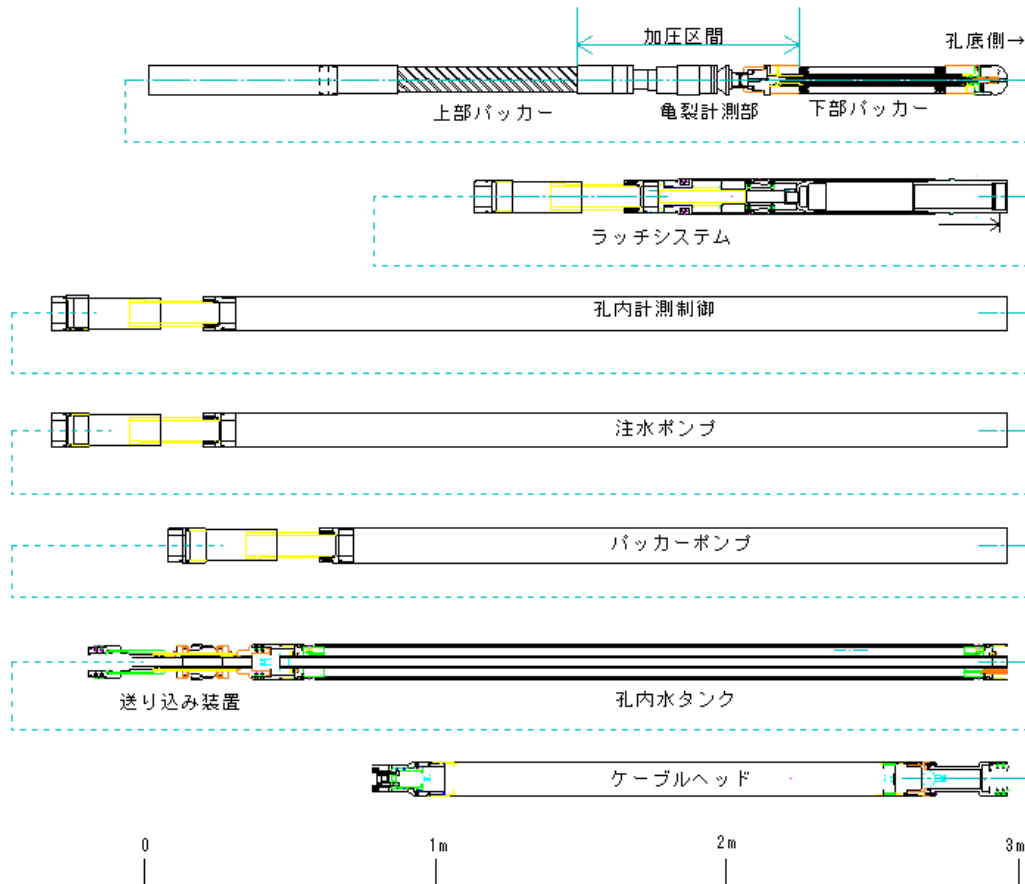 加圧区間
孔底側→
上部パッカー
亀裂計測部
下部パッカー
ラッチシステム
孔内計測制御
注水ポンプ
パッカーポンプ
送り込み装置
孔内水タンク
ケーブルヘッド
0
1m
2m
3m